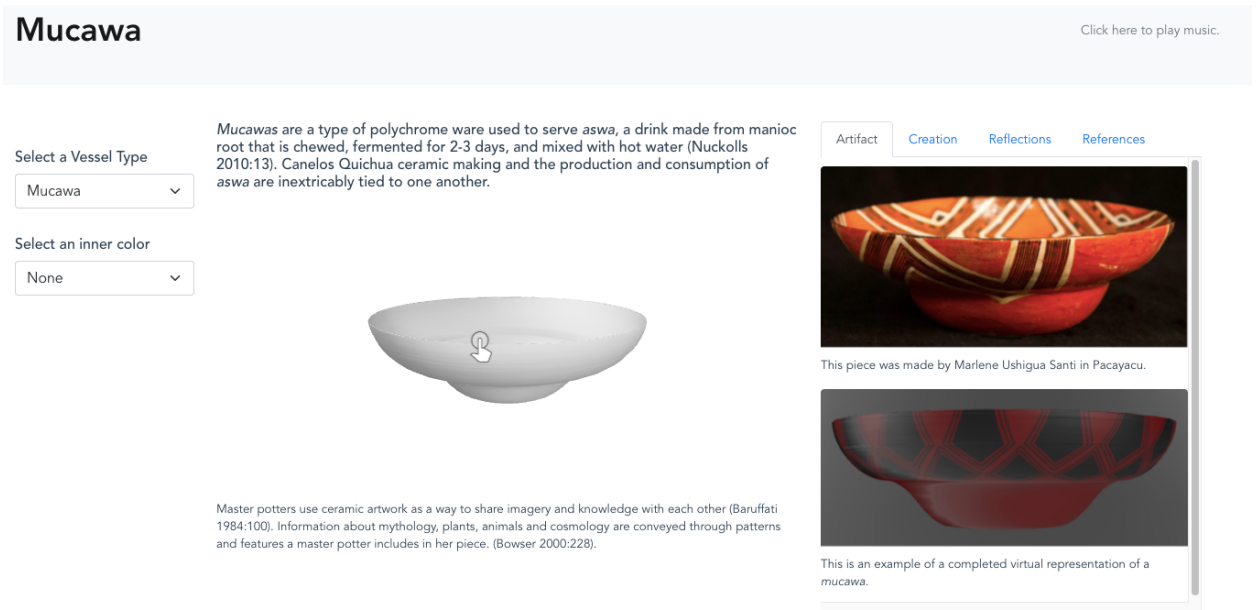 Mucawa
Click here to play music.
Select a Vessel Type
Mucawa
Select an inner color
None
Mucawas are a type of polychrome ware used to serve aswa, a drink made from manioc
root that is chewed, fermented for 2-3 days, and mixed with hot water (Nuckolls
2010:13). Canelos Quichua ceramic making and the production and consumption of
aswa are inextricably tied to one another.
Master potters use ceramic artwork as a way to share imagery and knowledge with each other (Baruffati
1984:100). Information about mythology, plants, animals and cosmology are conveyed through patterns
and features a master potter includes in her piece. (Bowser 2000:228).
Artifact Creation Reflections References
This piece was made by Marlene Ushigua Santi in Pacayacu.
This is an example of a completed virtual representation of a
mucawa.